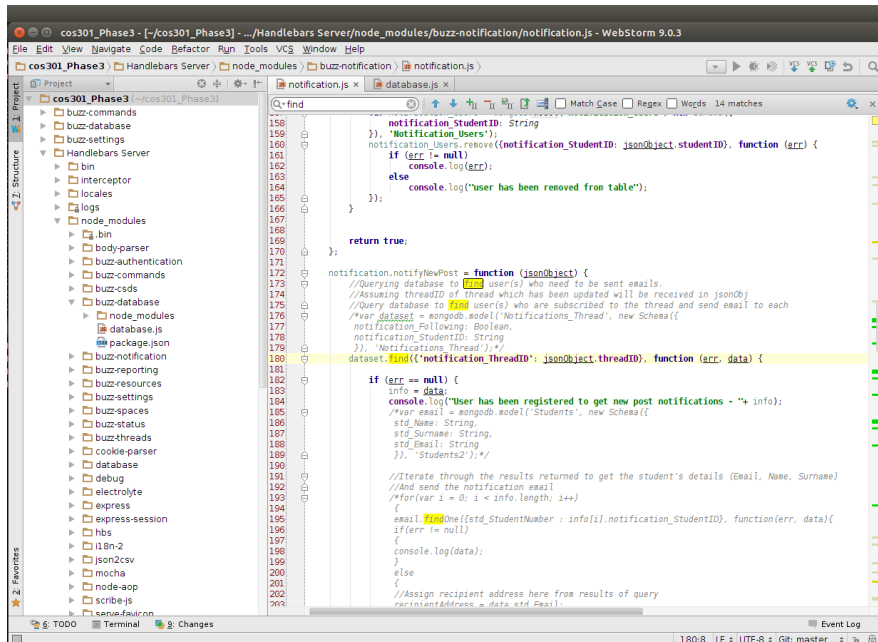 cos301_Phase3 - [~/cos301_Phase3] - .../Handlebars Server/node_modules/buzz-notification/notification.js - WebStorm 9.0.3
File Edit View Navigate Code Refactor Run Tools VCS Window Help
cos301_Phase3 Handlebars Server node_modules buzz-notification notification.js
Project
notification.js × database.js ×
1: Project
Z: Structure
2: Favorites
cos301_Phase3 (~/cos301_Phase3)
buzz-commands
buzz-database
buzz-settings
Handlebars Server
bin
interceptor
locales
logs
node_modules
.bin
body-parser
buzz-authentication
buzz-commands
buzz-csds
buzz-database
node_modules
database.js
package.json
buzz-notification
buzz-reporting
buzz-resources
buzz-settings
buzz-spaces
buzz-status
buzz-threads
cookie-parser
database
debug
electrolyte
express
express-session
hbs
i18n-2
json2csv
mocha
node-aop
scribe-js
serve-favicon
find Match Case Regex Words 14 matches
158 notification_StudentID: String
159 }), 'Notification_Users');
160 notification_Users.remove({notification_StudentID: jsonObject.studentID}, function (err) {
161 if (err != null)
162 console.log(err);
163 else
164 console.log("user has been removed from table");
165 });
166 }
167
168
169 return true;
170 };
171
172 notification.notifyNewPost = function (jsonObject) {
173 //Querying database to find user(s) who need to be sent emails.
174 //Assuming threadID of thread which has been updated will be received in jsonObj
175 //Query database to find user(s) who are subscribed to the thread and send email to each
176 /*var dataset = mongodb.model('Notifications_Thread', new Schema({
177 notification_Following: Boolean,
178 notification_StudentID: String
179 }), 'Notifications_Thread');*/
180 dataset.find({'notification_ThreadID': jsonObject.threadID}, function (err, data) {
181
182 if (err == null) {
183 info = data;
184 console.log("User has been registered to get new post notifications - "+ info);
185 /*var email = mongodb.model('Students', new Schema({
186 std_Name: String,
187 std_Surname: String,
188 std_Email: String
189 }), 'Students2');*/
190
191 //Iterate through the results returned to get the student's details (Email, Name, Surname)
192 //And send the notification email
193 /*for(var i = 0; i < info.length; i++)
194 {
195 email.findOne({std_StudentNumber : info[i].notification_StudentID}, function(err, data){
196 if(err != null)
197 {
198 console.log(data);
199 }
200 else
201 {
202 //Assign recipient address here from results of query
203 recipientAddress = data.std_Email;
6: TODO Terminal 9: Changes Event Log
180:8 LF UTF-8 Git: master